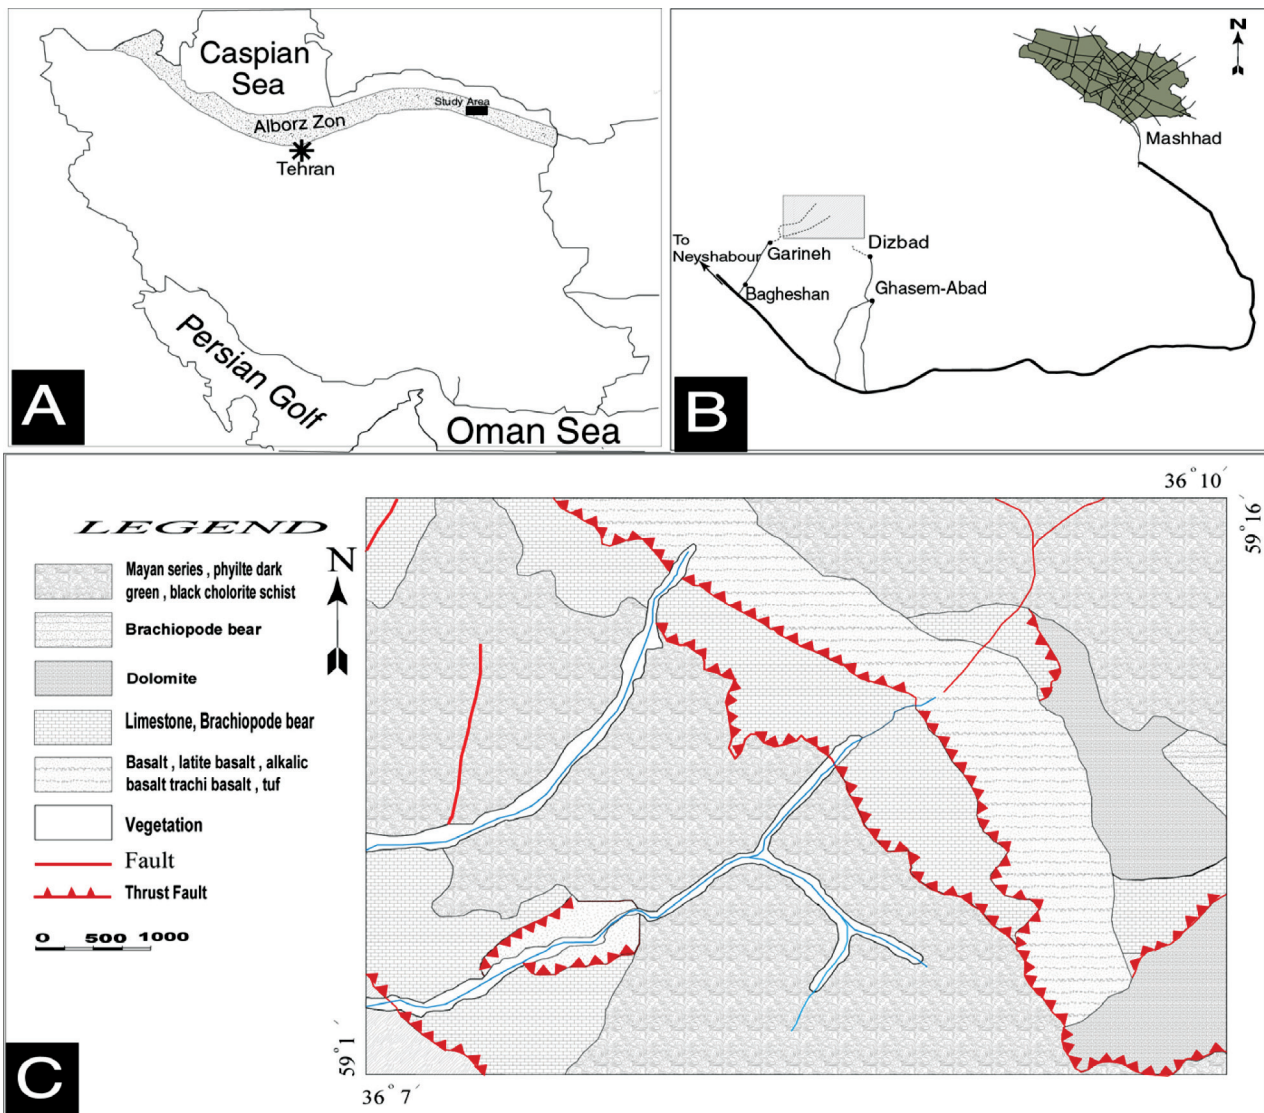 Caspian
Sea
Study Area
Alborz Zon
Tehran
Persian Golf
Oman Sea
A
N
Mashhad
To
Neyshabour
Garineh
Dizbad
Bagheshan
Ghasem-Abad
B
36° 10′
59° 16′
LEGEND
N
Mayan series , phyilte dark
green , black cholorite schist
Brachiopode bear
Dolomite
Limestone, Brachiopode bear
Basalt , latite basalt , alkalic
basalt trachi basalt , tuf
Vegetation
Fault
Thrust Fault
0 500 1000
59° 1′
36° 7′
C